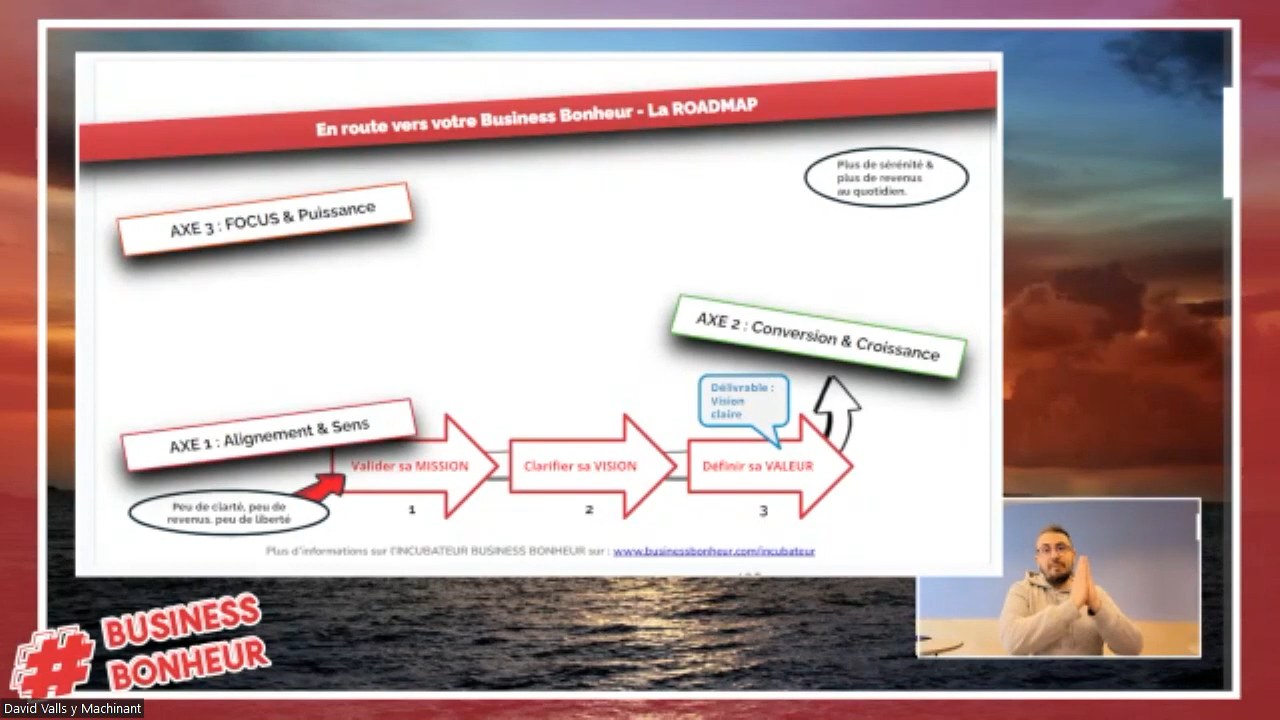 En route vers votre Business Bonheur - La ROADMAP
Plus de sérénité &
plus de revenus
au quotidien.
AXE 3 : FOCUS & Puissance
AXE 2 : Conversion & Croissance
Délivrable :
Vision
claire
AXE 1 : Alignement & Sens
Valider sa MISSION
Clarifier sa VISION
Définir sa VALEUR
Peu de clarté, peu de
revenus, peu de liberté
1
2
3
Plus d'informations sur l'INCUBATEUR BUSINESS BONHEUR sur : www.businessbonheur.com/incubateur
# BUSINESS
BONHEUR
David Valls y Machinant